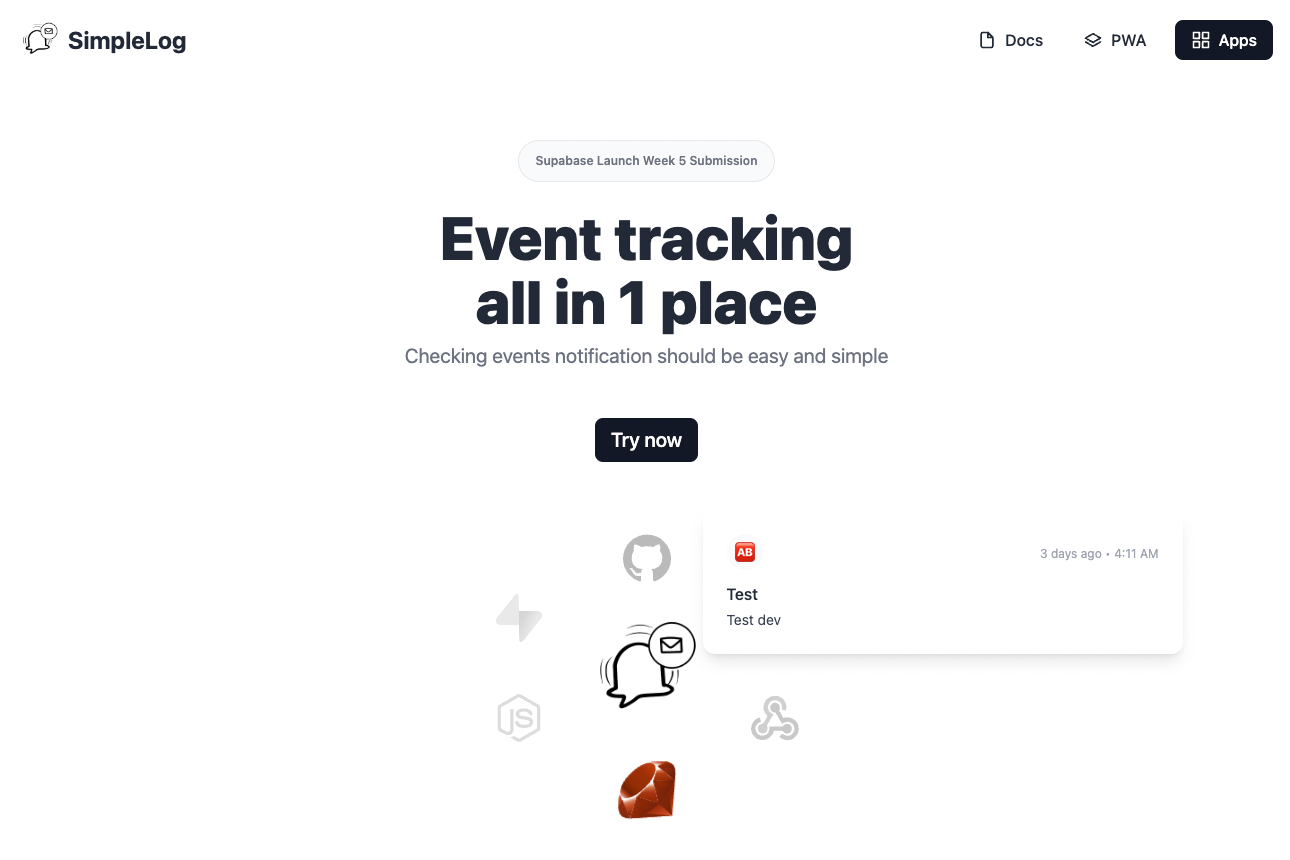 SimpleLog
Docs
PWA
Apps
Supabase Launch Week 5 Submission
Event tracking
all in 1 place
Checking events notification should be easy and simple
Try now
AB
3 days ago • 4:11 AM
Test
Test dev
JS